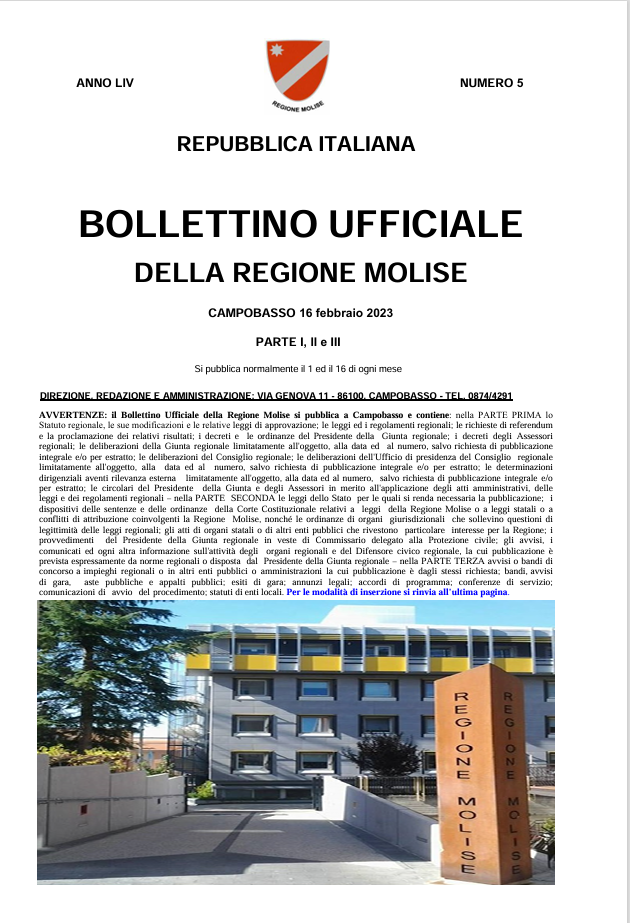 ANNO LIV
NUMERO 5
REGIONE MOLISE
REPUBBLICA ITALIANA
BOLLETTINO UFFICIALE
DELLA REGIONE MOLISE
CAMPOBASSO 16 febbraio 2023
PARTE I, II e III
Si pubblica normalmente il 1 ed il 16 di ogni mese
DIREZIONE, REDAZIONE E AMMINISTRAZIONE: VIA GENOVA 11 - 86100, CAMPOBASSO - TEL. 0874/4291
AVVERTENZE: il Bollettino Ufficiale della Regione Molise si pubblica a Campobasso e contiene: nella PARTE PRIMA lo
Statuto regionale, le sue modificazioni e le relative leggi di approvazione; le leggi ed i regolamenti regionali; le richieste di referendum
e la proclamazione dei relativi risultati; i decreti e le ordinanze del Presidente della Giunta regionale; i decreti degli Assessori
regionali; le deliberazioni della Giunta regionale limitatamente all'oggetto, alla data ed al numero, salvo richiesta di pubblicazione
integrale e/o per estratto; le deliberazioni del Consiglio regionale; le deliberazioni dell'Ufficio di presidenza del Consiglio regionale
limitatamente all'oggetto, alla data ed al numero, salvo richiesta di pubblicazione integrale e/o per estratto; le determinazioni
dirigenziali aventi rilevanza esterna limitatamente all'oggetto, alla data ed al numero, salvo richiesta di pubblicazione integrale e/o
per estratto; le circolari del Presidente della Giunta e degli Assessori in merito all'applicazione degli atti amministrativi, delle
leggi e dei regolamenti regionali – nella PARTE SECONDA le leggi dello Stato per le quali si renda necessaria la pubblicazione; i
dispositivi delle sentenze e delle ordinanze della Corte Costituzionale relativi a leggi della Regione Molise o a leggi statali o a
conflitti di attribuzione coinvolgenti la Regione Molise, nonché le ordinanze di organi giurisdizionali che sollevino questioni di
legittimità delle leggi regionali; gli atti di organi statali o di altri enti pubblici che rivestono particolare interesse per la Regione; i
provvedimenti del Presidente della Giunta regionale in veste di Commissario delegato alla Protezione civile; gli avvisi, i
comunicati ed ogni altra informazione sull'attività degli organi regionali e del Difensore civico regionale, la cui pubblicazione è
prevista espressamente da norme regionali o disposta dal Presidente della Giunta regionale – nella PARTE TERZA avvisi o bandi di
concorso a impieghi regionali o in altri enti pubblici o amministrazioni la cui pubblicazione è dagli stessi richiesta; bandi, avvisi
di gara, aste pubbliche e appalti pubblici; esiti di gara; annunzi legali; accordi di programma; conferenze di servizio;
comunicazioni di avvio del procedimento; statuti di enti locali. Per le modalità di inserzione si rinvia all'ultima pagina.
REGIONE MOLISE
REGIONE MOLISE